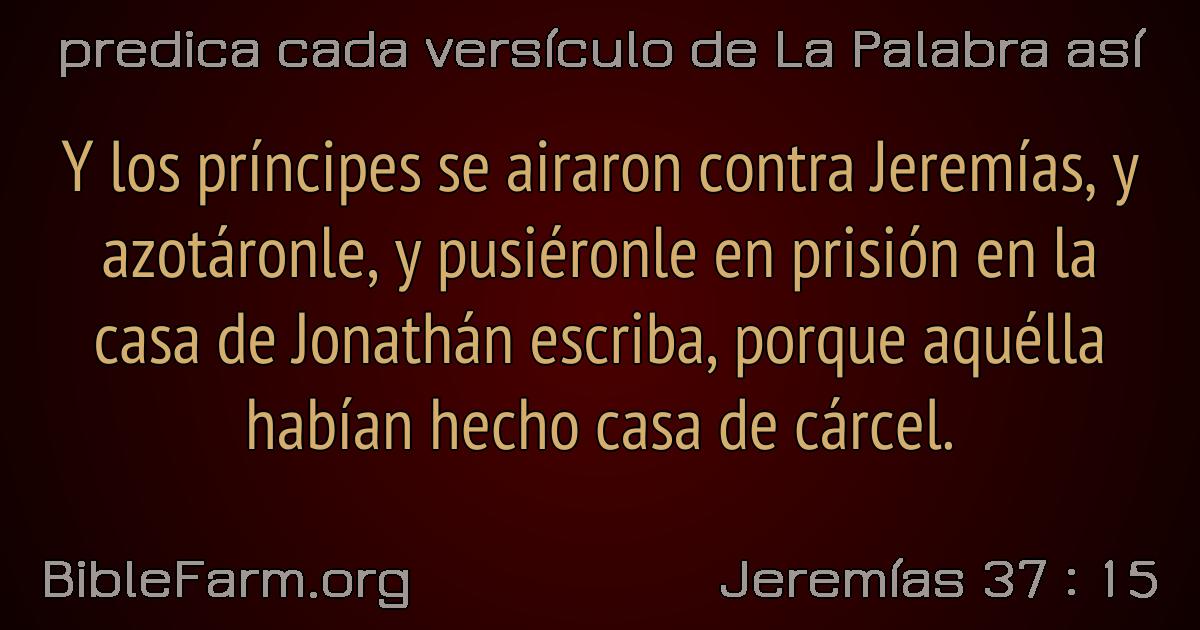 predica cada versículo de La Palabra así
Y los príncipes se airaron contra Jeremías, y
azotáronle, y pusiéronle en prisión en la
casa de Jonathán escriba, porque aquélla
habían hecho casa de cárcel.
BibleFarm.org
Jeremías 37 : 15